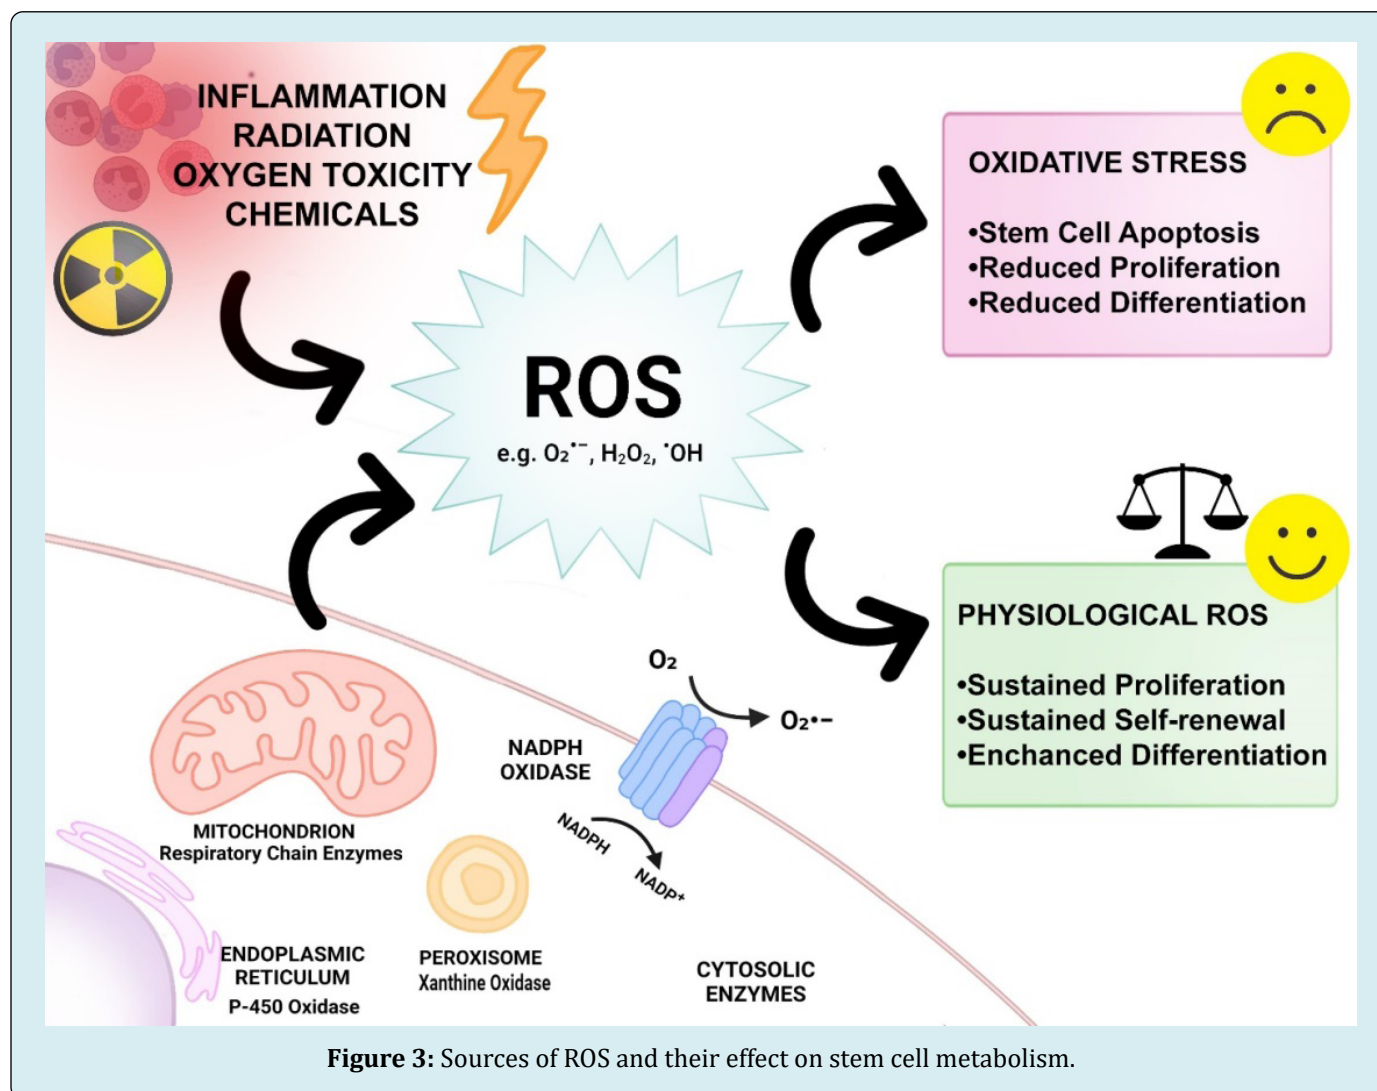 INFLAMMATION
RADIATION
OXYGEN TOXICITY
CHEMICALS
ROS
e.g. O₂•⁻, H₂O₂, •OH
OXIDATIVE STRESS
•Stem Cell Apoptosis
•Reduced Proliferation
•Reduced Differentiation
PHYSIOLOGICAL ROS
•Sustained Proliferation
•Sustained Self-renewal
•Enchanced Differentiation
O₂
O₂•−
NADPH
OXIDASE
NADPH
NADP⁺
MITOCHONDRION
Respiratory Chain Enzymes
ENDOPLASMIC
RETICULUM
P-450 Oxidase
PEROXISOME
Xanthine Oxidase
CYTOSOLIC
ENZYMES
Figure 3: Sources of ROS and their effect on stem cell metabolism.